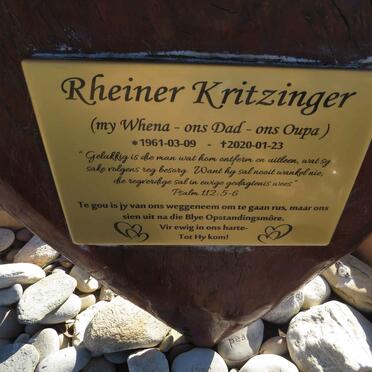 Rheiner Kritzinger
(my Whena - ons Dad - ons Oupa)
*1961-03-09 - †2020-01-23
"Gelukkig is die man wat hom ontferm en uitleen, wat sy
sake volgens reg besorg. Want hy sal nooit wankel nie,
die regverdige sal in ewige gedagtenis wees"
Psalm 112:5-6
Te gou is jy van ons weggeneem om te gaan rus, maar ons
sien uit na die Blye Opstandingsmôre.
Vir ewig in ons harte-
Tot Hy kom!
peace